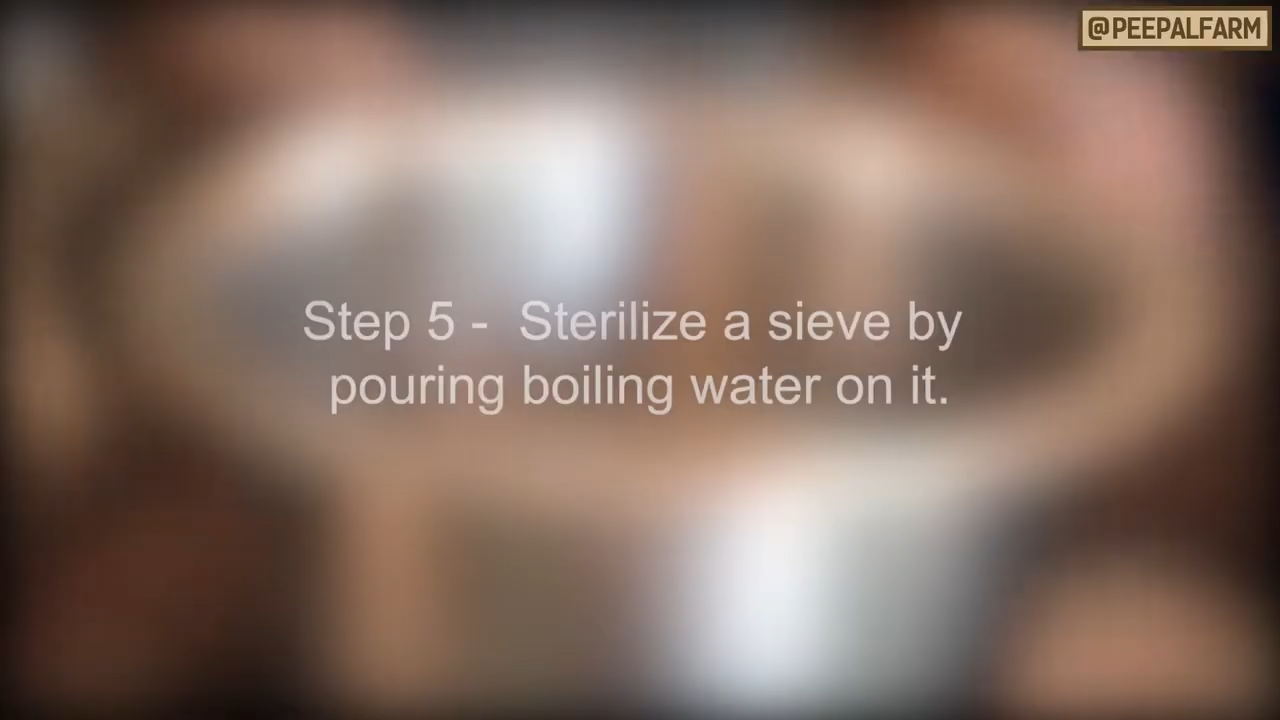 @PEEPALFARM
Step 5 - Sterilize a sieve by
pouring boiling water on it.